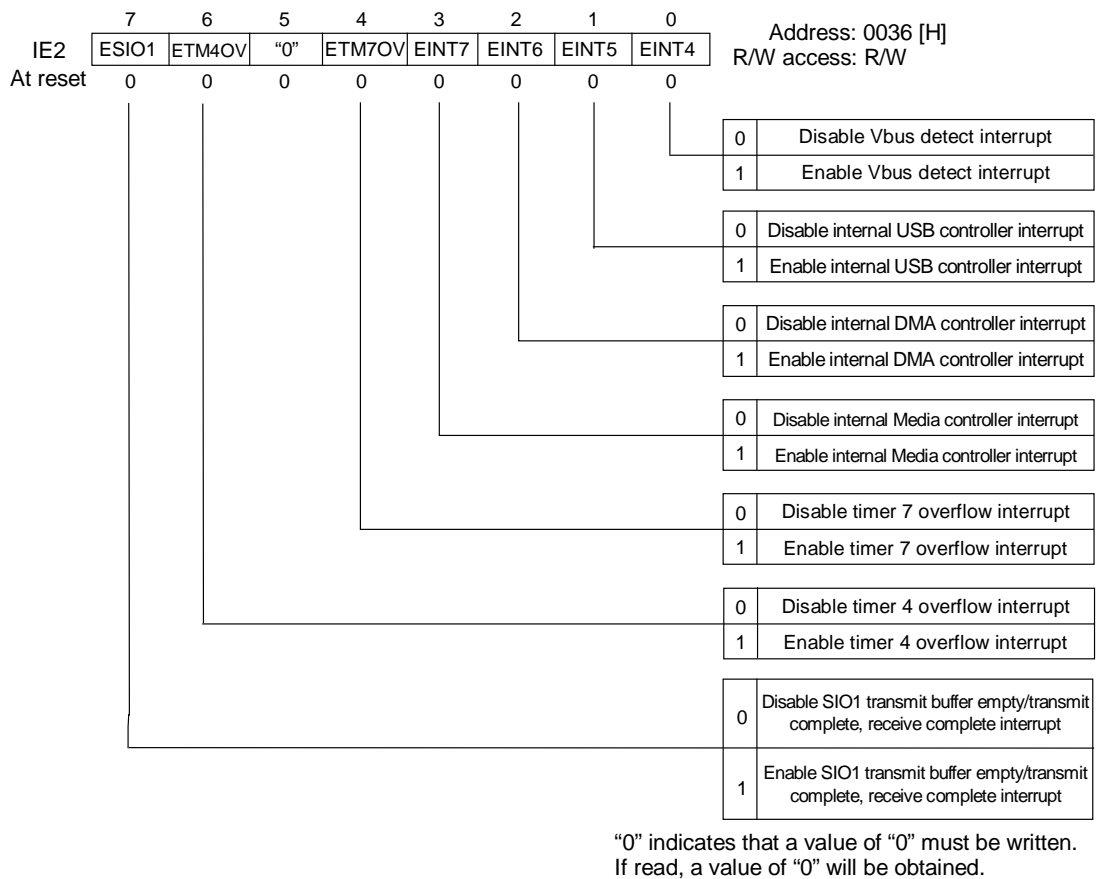 7 6 5 4 3 2 1 0
IE2 ESIO1 ETM4OV “0” ETM7OV EINT7 EINT6 EINT5 EINT4
At reset 0 0 0 0 0 0 0 0
Address: 0036 [H]
R/W access: R/W
0 Disable Vbus detect interrupt
1 Enable Vbus detect interrupt
0 Disable internal USB controller interrupt
1 Enable internal USB controller interrupt
0 Disable internal DMA controller interrupt
1 Enable internal DMA controller interrupt
0 Disable internal Media controller interrupt
1 Enable internal Media controller interrupt
0 Disable timer 7 overflow interrupt
1 Enable timer 7 overflow interrupt
0 Disable timer 4 overflow interrupt
1 Enable timer 4 overflow interrupt
0 Disable SIO1 transmit buffer empty/transmit
complete, receive complete interrupt
1 Enable SIO1 transmit buffer empty/transmit
complete, receive complete interrupt
“0” indicates that a value of “0” must be written.
If read, a value of “0” will be obtained.